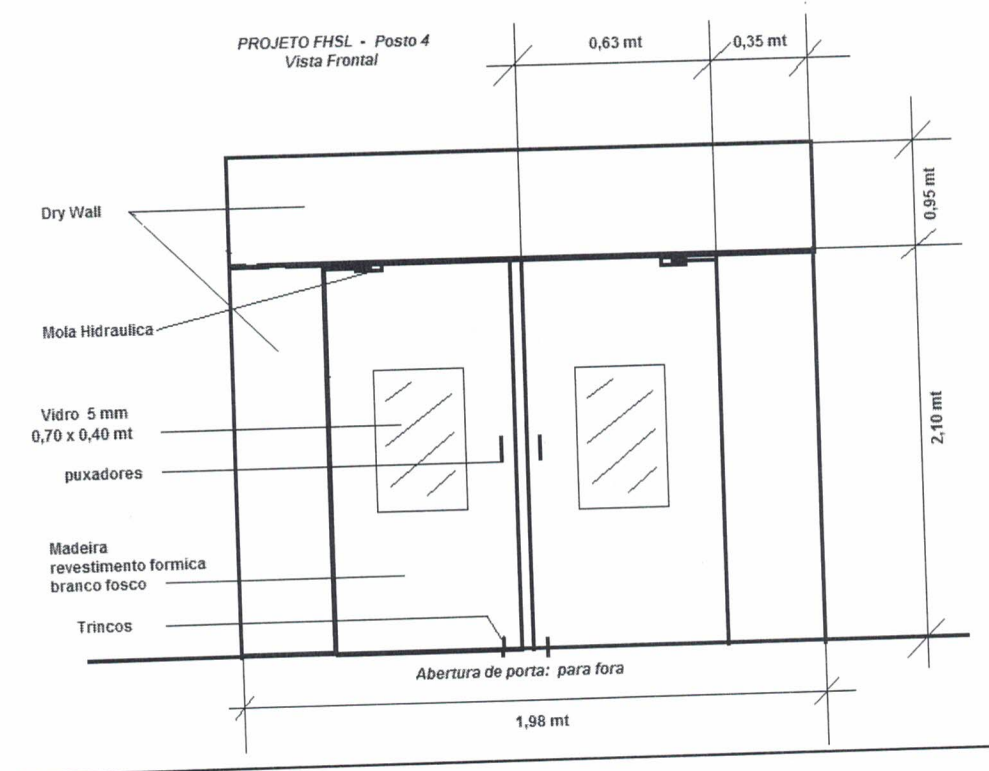 PROJETO FHSL - Posto 4
Vista Frontal
0,63 mt
0,35 mt
0,95 mt
Dry Wall
Mola Hidraulica
Vidro 5 mm
0,70 x 0,40 mt
2,10 mt
puxadores
Madeira
revestimento formica
branco fosco
Trincos
Abertura de porta: para fora
1,98 mt